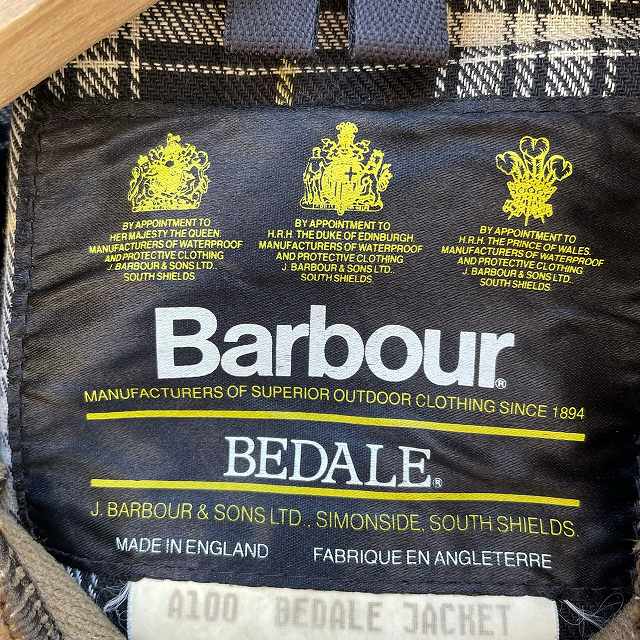 BY APPOINTMENT TO
HER MAJESTY THE QUEEN.
MANUFACTURERS OF WATERPROOF
AND PROTECTIVE CLOTHING
J. BARBOUR & SONS LTD.,
SOUTH SHIELDS.
BY APPOINTMENT TO
H.R.H. THE DUKE OF EDINBURGH.
MANUFACTURERS OF WATERPROOF
AND PROTECTIVE CLOTHING
J. BARBOUR & SONS LTD.,
SOUTH SHIELDS.
BY APPOINTMENT TO
H.R.H. THE PRINCE OF WALES.
MANUFACTURERS OF WATERPROOF
AND PROTECTIVE CLOTHING
J. BARBOUR & SONS LTD.,
SOUTH SHIELDS.
Barbour®
MANUFACTURERS OF SUPERIOR OUTDOOR CLOTHING SINCE 1894
BEDALE®
J. BARBOUR & SONS LTD., SIMONSIDE, SOUTH SHIELDS.
MADE IN ENGLAND FABRIQUE EN ANGLETERRE
A100 BEDALE JACKET